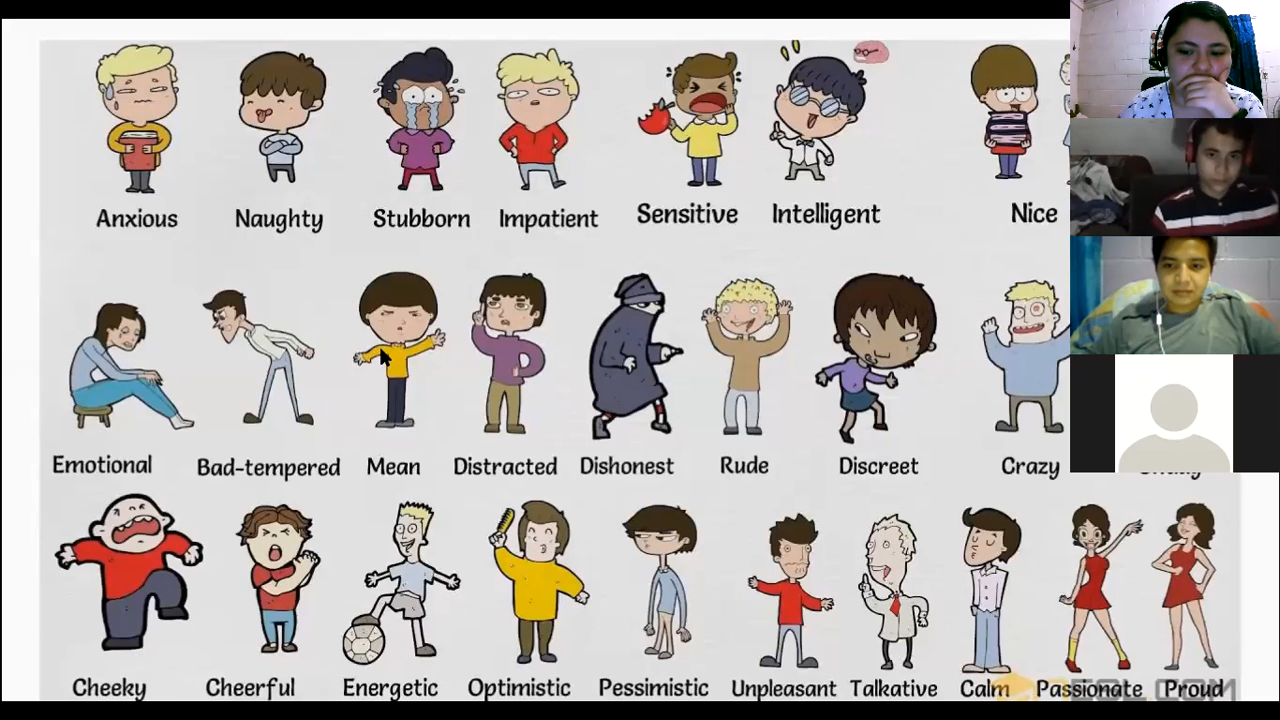 Anxious Naughty Stubborn Impatient Sensitive Intelligent Nice
Emotional Bad-tempered Mean Distracted Dishonest Rude Discreet Crazy
Cheeky Cheerful Energetic Optimistic Pessimistic Unpleasant Talkative Calm Passionate Proud